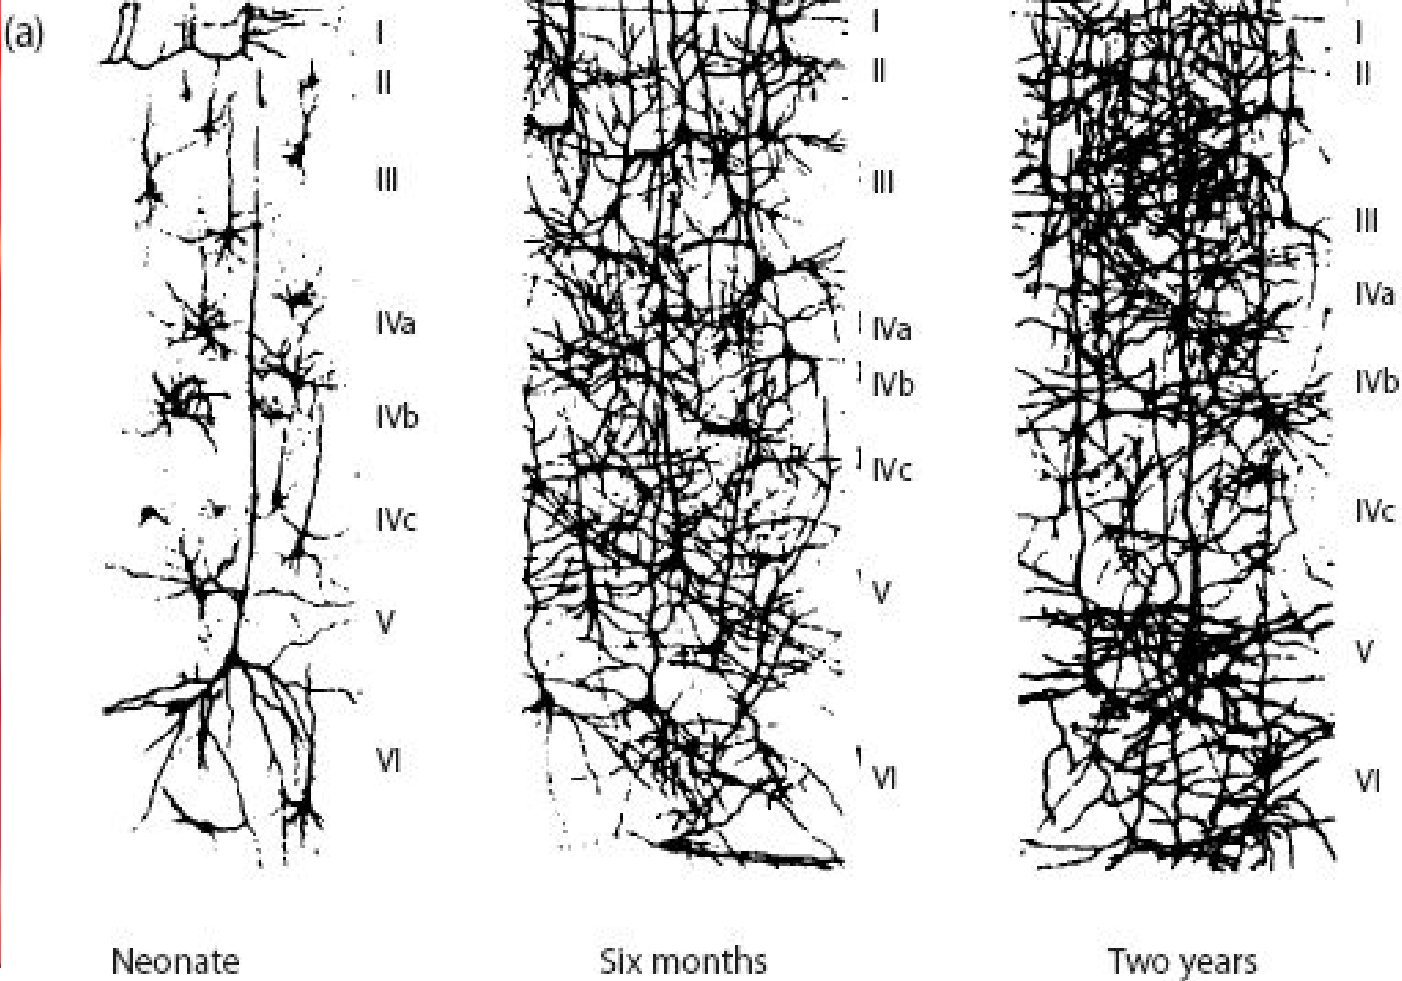 (a)
I
II
III
IVa
IVb
IVc
V
VI
I
II
III
IVa
IVb
IVc
V
VI
I
II
III
IVa
IVb
IVc
V
VI
Neonate
Six months
Two years